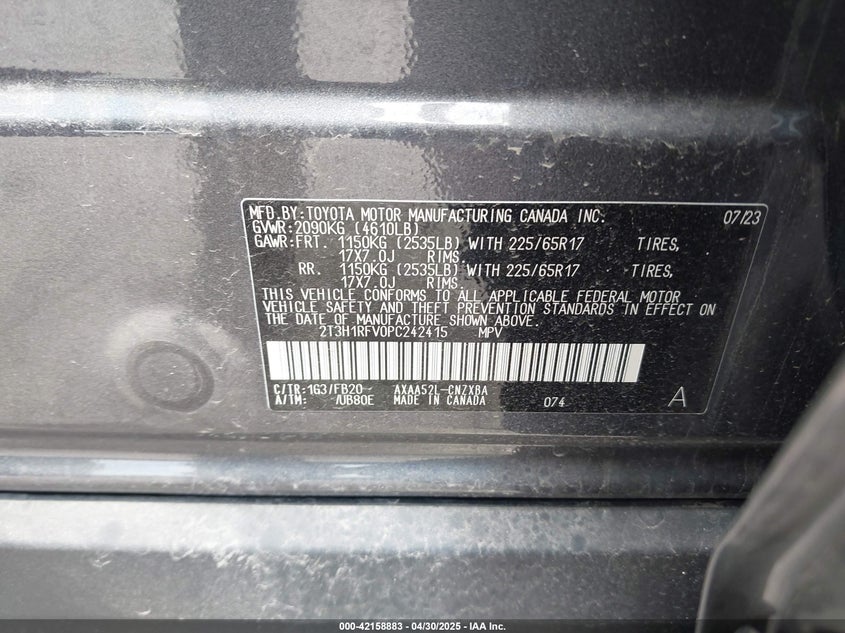 MFD.BY:TOYOTA MOTOR MANUFACTURING CANADA INC. 07/23
GVWR:2090KG (4610LB)
GAWR:FRT. 1150KG (2535LB) WITH 225/65R17 TIRES,
17X7.0J RIMS.
RR. 1150KG (2535LB) WITH 225/65R17 TIRES,
17X7.0J RIMS.
THIS VEHICLE CONFORMS TO ALL APPLICABLE FEDERAL MOTOR
VEHICLE SAFETY AND THEFT PREVENTION STANDARDS IN EFFECT ON
THE DATE OF MANUFACTURE SHOWN ABOVE.
2T3H1RFV0PC242415 MPV
C/TR:1G3/FB20 AXAA52L-CNZXBA
A/TM: /UB80E MADE IN CANADA 074 A
000-42158883 / 04/30/2025 - IAA Inc.